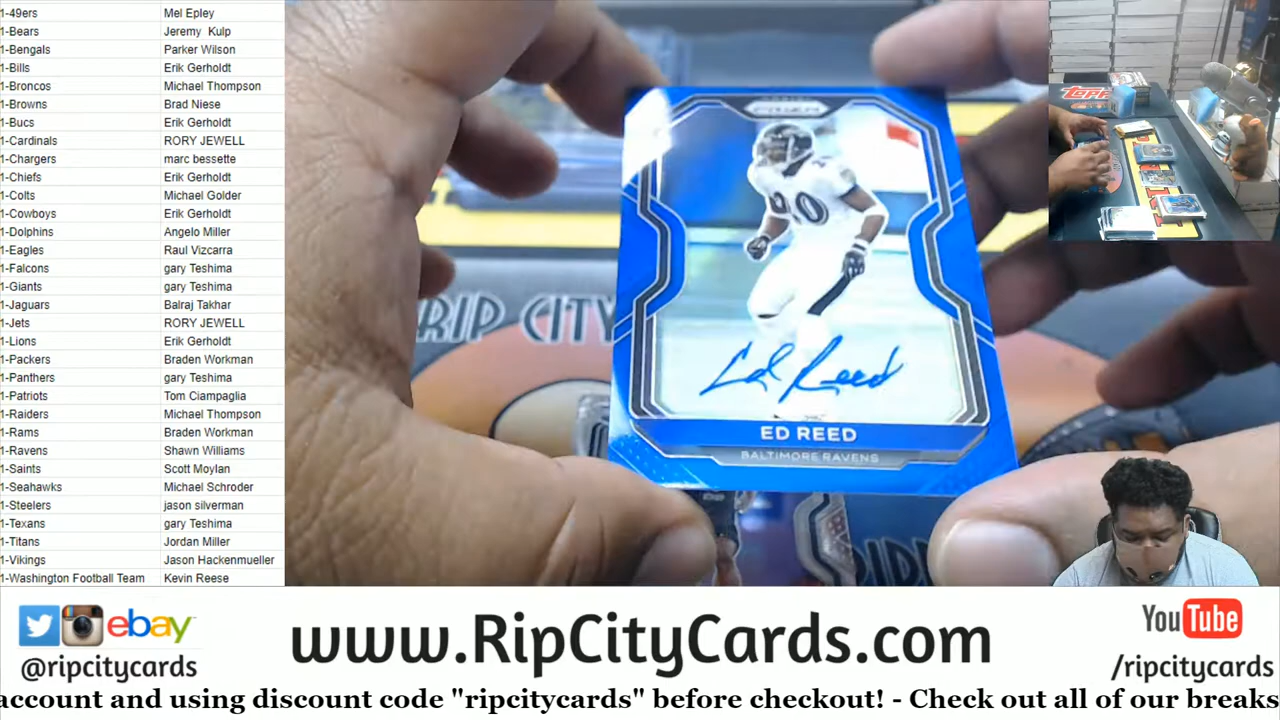 1-49ers Mel Epley
1-Bears Jeremy Kulp
1-Bengals Parker Wilson
1-Bills Erik Gerholdt
1-Broncos Michael Thompson
1-Browns Brad Niese
1-Bucs Erik Gerholdt
1-Cardinals RORY JEWELL
1-Chargers marc bessette
1-Chiefs Erik Gerholdt
1-Colts Michael Golder
1-Cowboys Erik Gerholdt
1-Dolphins Angelo Miller
1-Eagles Raul Vizcarra
1-Falcons gary Teshima
1-Giants gary Teshima
1-Jaguars Balraj Takhar
1-Jets RORY JEWELL
1-Lions Erik Gerholdt
1-Packers Braden Workman
1-Panthers gary Teshima
1-Patriots Tom Ciampaglia
1-Raiders Michael Thompson
1-Rams Braden Workman
1-Ravens Shawn Williams
1-Saints Scott Moylan
1-Seahawks Michael Schroder
1-Steelers jason silverman
1-Texans gary Teshima
1-Titans Jordan Miller
1-Vikings Jason Hackenmueller
1-Washington Football Team Kevin Reese
PRIZM
20
Ed Reed
ED REED
BALTIMORE RAVENS
RIP CITY
RIP
Topps
ebay
@ripcitycards
www.RipCityCards.com
YouTube
/ripcitycards
account and using discount code "ripcitycards" before checkout! - Check out all of our breaks